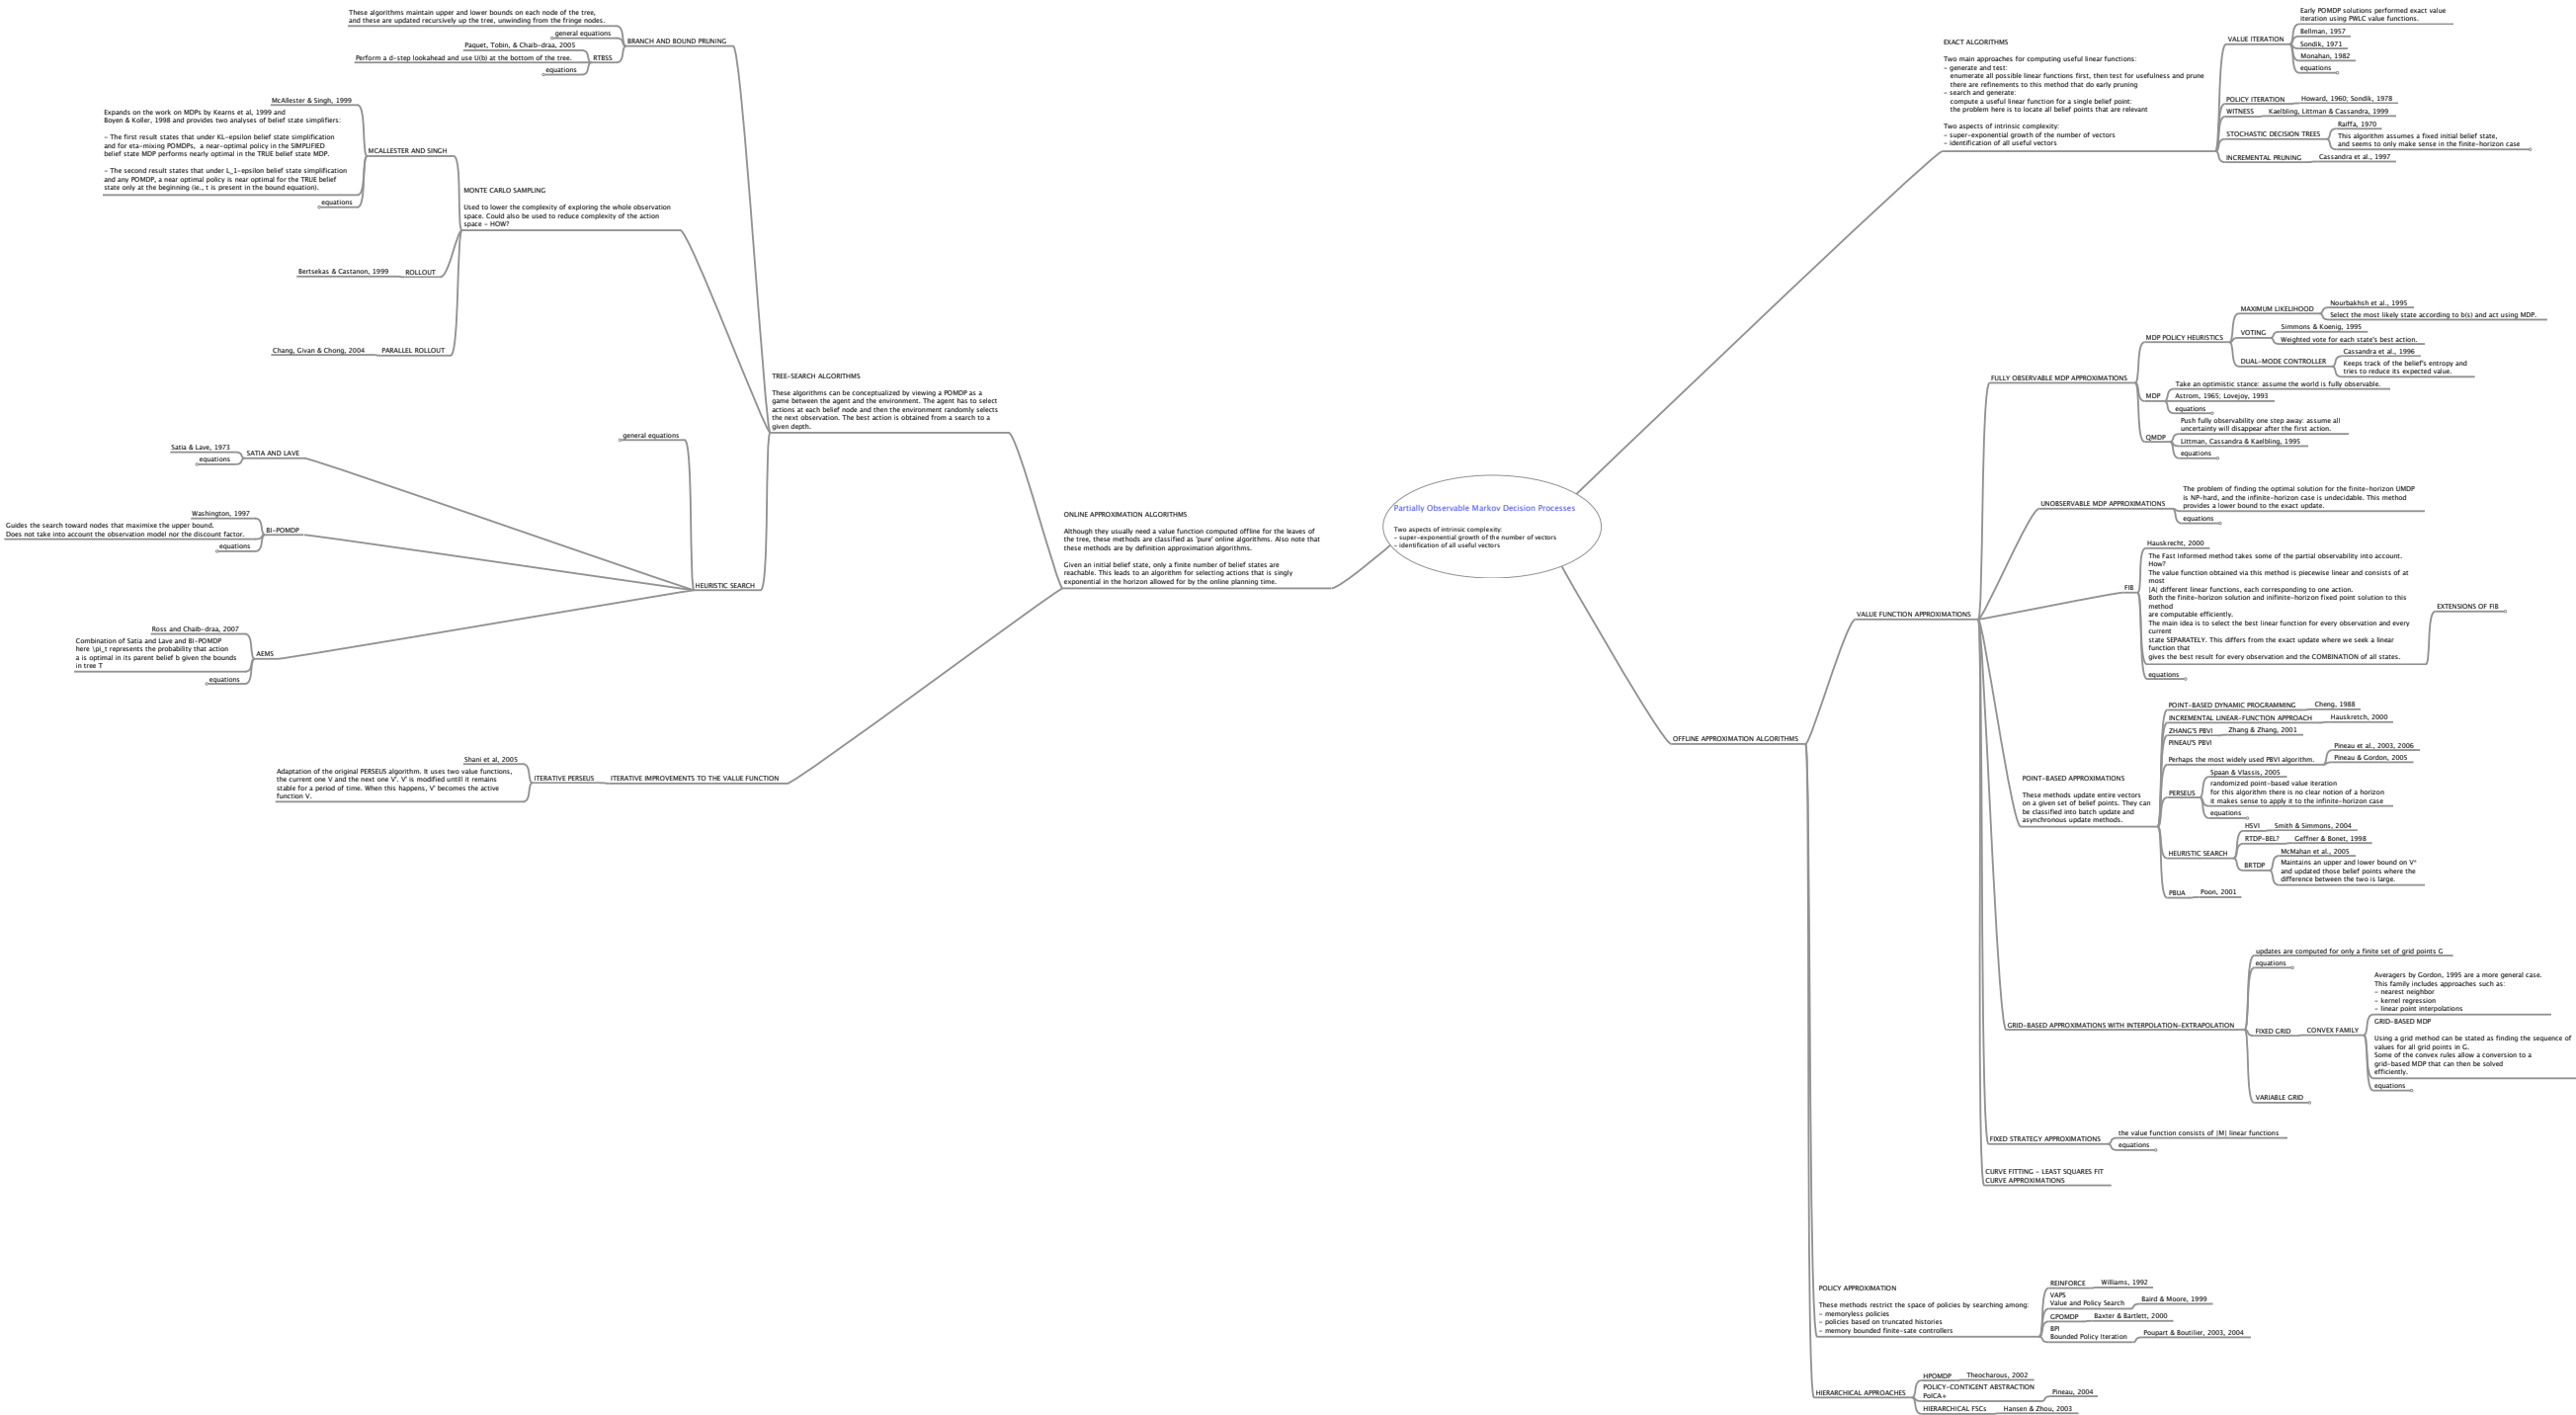 Partially Observable Markov Decision Processes
Two aspects of intrinsic complexity:
- super-exponential growth of the number of vectors
- identification of all useful vectors
EXACT ALGORITHMS
Two main approaches for computing useful linear functions:
- generate and test:
enumerate all possible linear functions first, then test for usefulness and prune
there are refinements to this method that do early pruning
- search and generate:
compute a useful linear function for a single belief point:
the problem here is to locate all belief points that are relevant
Two aspects of intrinsic complexity:
- super-exponential growth of the number of vectors
- identification of all useful vectors
VALUE ITERATION
Early POMDP solutions performed exact value
iteration using PWLC value functions.
Bellman, 1957
Sondik, 1971
Monahan, 1982
equations
POLICY ITERATION
Howard, 1960; Sondik, 1978
WITNESS
Kaelbling, Littman & Cassandra, 1999
STOCHASTIC DECISION TREES
Raiffa, 1970
This algorithm assumes a fixed initial belief state,
and seems to only make sense in the finite-horizon case
INCREMENTAL PRUNING
Cassandra et al., 1997
OFFLINE APPROXIMATION ALGORITHMS
VALUE FUNCTION APPROXIMATIONS
FULLY OBSERVABLE MDP APPROXIMATIONS
MDP POLICY HEURISTICS
MAXIMUM LIKELIHOOD
Nourbakhsh et al., 1995
Select the most likely state according to b(s) and act using MDP.
VOTING
Simmons & Koenig, 1995
Weighted vote for each state's best action.
DUAL-MODE CONTROLLER
Cassandra et al., 1996
Keeps track of the belief's entropy and
tries to reduce its expected value.
MDP
Take an optimistic stance: assume the world is fully observable.
Astrom, 1965; Lovejoy, 1993
equations
QMDP
Push fully observability one step away: assume all
uncertainty will disappear after the first action.
Littman, Cassandra & Kaelbling, 1995
equations
UNOBSERVABLE MDP APPROXIMATIONS
The problem of finding the optimal solution for the finite-horizon UMDP
is NP-hard, and the infinite-horizon case is undecidable. This method
provides a lower bound to the exact update.
equations
FIB
Hauskrecht, 2000
The Fast Informed method takes some of the partial observability into account.
How?
The value function obtained via this method is piecewise linear and consists of at
most
|A| different linear functions, each corresponding to one action.
Both the finite-horizon solution and inifinite-horizon fixed point solution to this
method
are computable efficiently.
The main idea is to select the best linear function for every observation and every
current
state SEPARATELY. This differs from the exact update where we seek a linear
function that
gives the best result for every observation and the COMBINATION of all states.
EXTENSIONS OF FIB
equations
POINT-BASED APPROXIMATIONS
These methods update entire vectors
on a given set of belief points. They can
be classified into batch update and
asynchronous update methods.
POINT-BASED DYNAMIC PROGRAMMING
Cheng, 1988
INCREMENTAL LINEAR-FUNCTION APPROACH
Hauskretch, 2000
ZHANG'S PBVI
Zhang & Zhang, 2001
PINEAU'S PBVI
Perhaps the most widely used PBVI algorithm.
Pineau et al., 2003, 2006
Pineau & Gordon, 2005
PERSEUS
Spaan & Vlassis, 2005
randomized point-based value iteration
for this algorithm there is no clear notion of a horizon
it makes sense to apply it to the infinite-horizon case
equations
HEURISTIC SEARCH
HSVI
Smith & Simmons, 2004
RTDP-BEL?
Geffner & Bonet, 1998
BRTDP
McMahan et al., 2005
Maintains an upper and lower bound on V*
and updated those belief points where the
difference between the two is large.
PBUA
Poon, 2001
GRID-BASED APPROXIMATIONS WITH INTERPOLATION-EXTRAPOLATION
updates are computed for only a finite set of grid points G
equations
FIXED GRID
CONVEX FAMILY
Averagers by Gordon, 1995 are a more general case.
This family includes approaches such as:
- nearest neighbor
- kernel regression
- linear point interpolations
GRID-BASED MDP
Using a grid method can be stated as finding the sequence of
values for all grid points in G.
Some of the convex rules allow a conversion to a
grid-based MDP that can then be solved
efficiently.
equations
VARIABLE GRID
FIXED STRATEGY APPROXIMATIONS
the value function consists of |M| linear functions
equations
CURVE FITTING - LEAST SQUARES FIT
CURVE APPROXIMATIONS
POLICY APPROXIMATION
These methods restrict the space of policies by searching among:
- memoryless policies
- policies based on truncated histories
- memory bounded finite-sate controllers
REINFORCE
Williams, 1992
VAPS
Value and Policy Search
Baird & Moore, 1999
GPOMDP
Baxter & Bartlett, 2000
BPI
Bounded Policy Iteration
Poupart & Boutilier, 2003, 2004
HIERARCHICAL APPROACHES
HPOMDP
Theocharous, 2002
POLICY-CONTIGENT ABSTRACTION
PolCA+
Pineau, 2004
HIERARCHICAL FSCs
Hansen & Zhou, 2003
ONLINE APPROXIMATION ALGORITHMS
Although they usually need a value function computed offline for the leaves of
the tree, these methods are classified as 'pure' online algorithms. Also note that
these methods are by definition approximation algorithms.
Given an initial belief state, only a finite number of belief states are
reachable. This leads to an algorithm for selecting actions that is singly
exponential in the horizon allowed for by the online planning time.
TREE-SEARCH ALGORITHMS
These algorithms can be conceptualized by viewing a POMDP as a
game between the agent and the environment. The agent has to select
actions at each belief node and then the environment randomly selects
the next observation. The best action is obtained from a search to a
given depth.
BRANCH AND BOUND PRUNING
These algorithms maintain upper and lower bounds on each node of the tree,
and these are updated recursively up the tree, unwinding from the fringe nodes.
general equations
RTBSS
Paquet, Tobin, & Chaib-draa, 2005
Perform a d-step lookahead and use U(b) at the bottom of the tree.
equations
MONTE CARLO SAMPLING
Used to lower the complexity of exploring the whole observation
space. Could also be used to reduce complexity of the action
space - HOW?
MCALLESTER AND SINGH
McAllester & Singh, 1999
Expands on the work on MDPs by Kearns et al, 1999 and
Boyen & Koller, 1998 and provides two analyses of belief state simplifiers:
- The first result states that under KL-epsilon belief state simplification
and for eta-mixing POMDPs, a near-optimal policy in the SIMPLIFIED
belief state MDP performs nearly optimal in the TRUE belief state MDP.
- The second result states that under L_1-epsilon belief state simplification
and any POMDP, a near optimal policy is near optimal for the TRUE belief
state only at the beginning (ie., t is present in the bound equation).
equations
ROLLOUT
Bertsekas & Castanon, 1999
PARALLEL ROLLOUT
Chang, Givan & Chong, 2004
HEURISTIC SEARCH
general equations
SATIA AND LAVE
Satia & Lave, 1973
equations
BI-POMDP
Washington, 1997
Guides the search toward nodes that maximixe the upper bound.
Does not take into account the observation model nor the discount factor.
equations
AEMS
Ross and Chaib-draa, 2007
Combination of Satia and Lave and BI-POMDP
here \pi_t represents the probability that action
a is optimal in its parent belief b given the bounds
in tree T
equations
ITERATIVE IMPROVEMENTS TO THE VALUE FUNCTION
ITERATIVE PERSEUS
Shani et al, 2005
Adaptation of the original PERSEUS algorithm. It uses two value functions,
the current one V and the next one V'. V' is modified untill it remains
stable for a period of time. When this happens, V' becomes the active
function V.